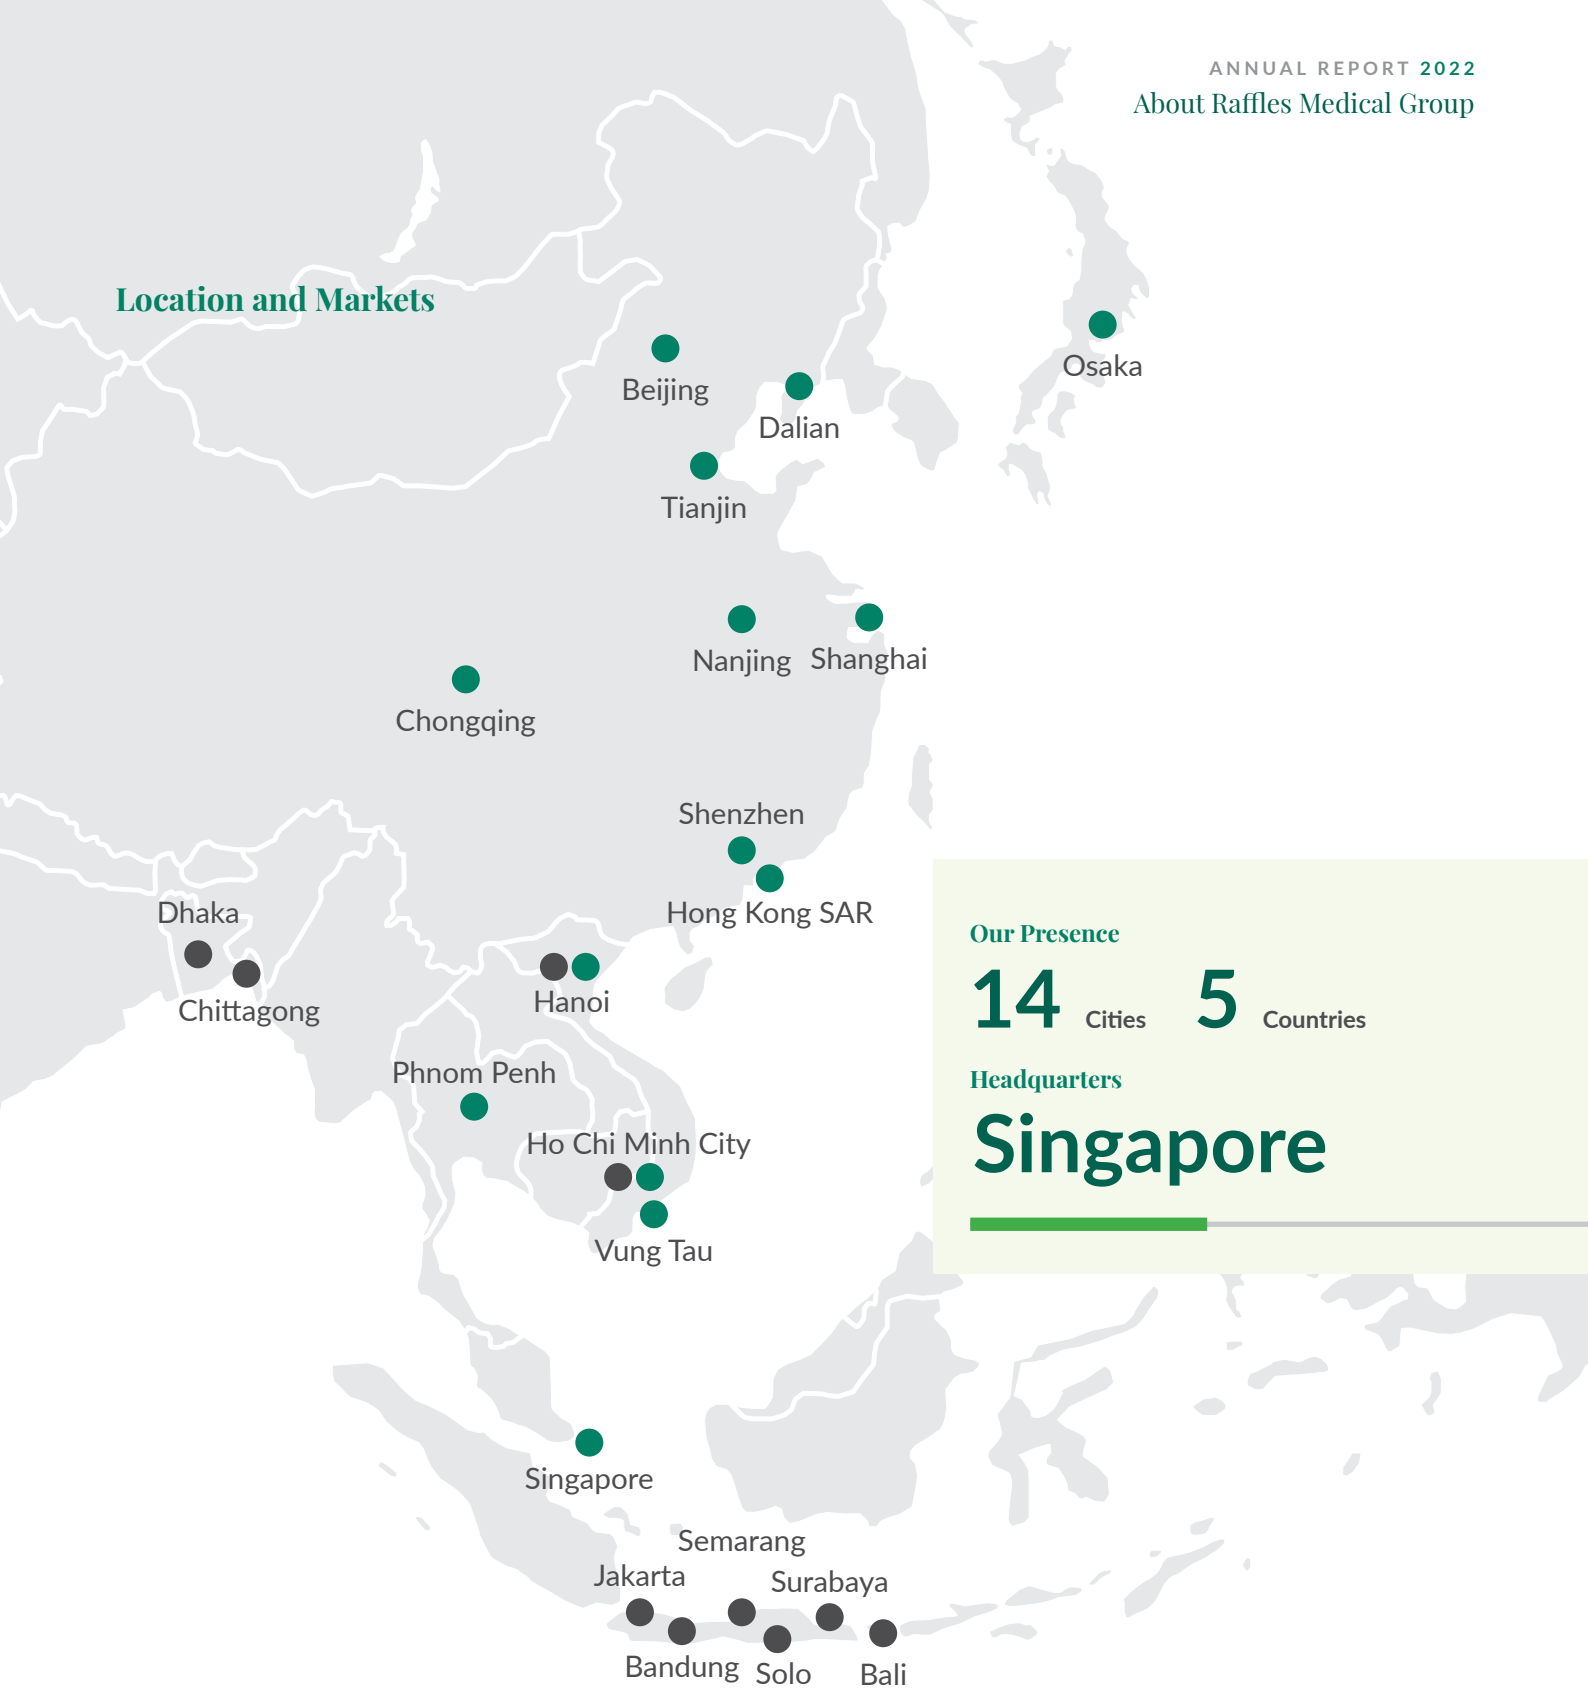 ANNUAL REPORT 2022
About Raffles Medical Group
Location and Markets
Osaka
Beijing
Dalian
Tianjin
Nanjing
Shanghai
Chongqing
Shenzhen
Hong Kong SAR
Dhaka
Chittagong
Hanoi
Phnom Penh
Ho Chi Minh City
Vung Tau
Our Presence
14 Cities 5 Countries
Headquarters
Singapore
Singapore
Semarang
Jakarta
Surabaya
Bandung
Solo
Bali